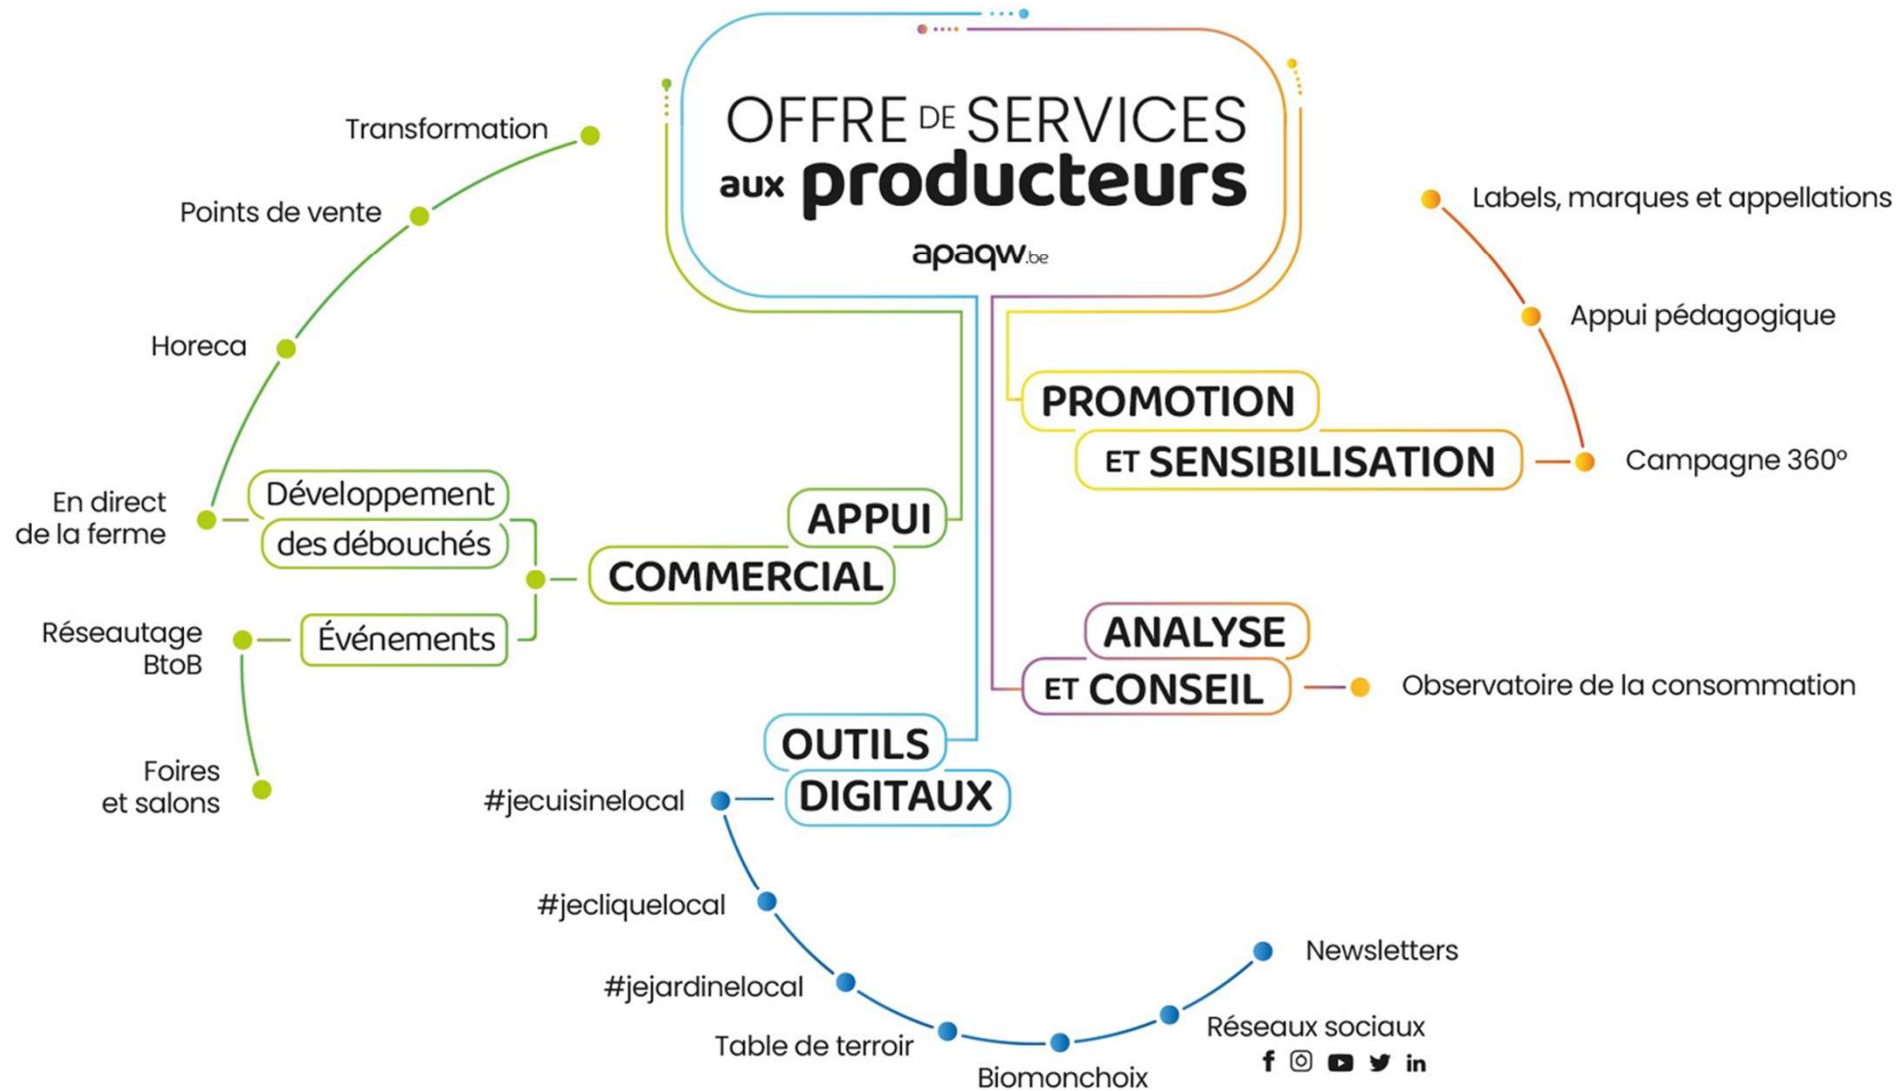 OFFRE DE SERVICES
aux producteurs
apaqw.be
Transformation
Points de vente
Horeca
En direct
de la ferme
Développement
des débouchés
Réseautage
BtoB
Événements
Foires
et salons
APPUI
COMMERCIAL
PROMOTION
ET SENSIBILISATION
Labels, marques et appellations
Appui pédagogique
Campagne 360°
ANALYSE
ET CONSEIL
Observatoire de la consommation
OUTILS
DIGITAUX
#jecuisinelocal
#jecliquelocal
#jejardinelocal
Table de terroir
Biomonchoix
Réseaux sociaux
Newsletters